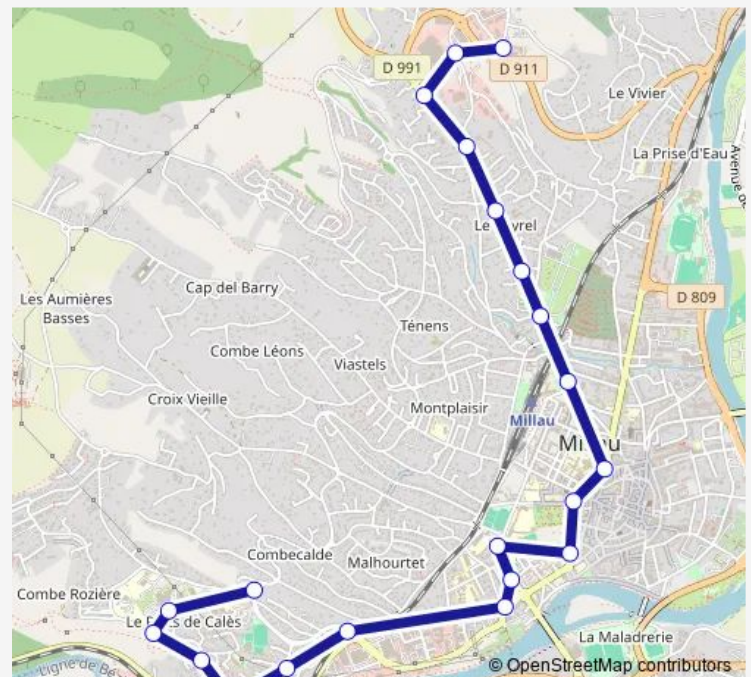 D 991
D 911
Le Vivier
La Prise d'Eau
Avenue de
D 809
Cap del Barry
Les Aumières
Basses
Ténens
Combe Léons
Viastels
Croix Vieille
Montplaisir
Millau
Combecalde
Malhourtet
Combe Rozière
La Maladrerie
© OpenStreetMap contributors